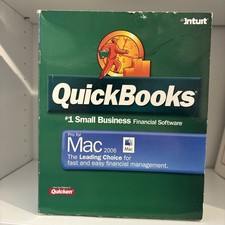 intuit
QuickBooks
#1 Small Business Financial Software
Pro for
Mac 2006
Mac
The Leading Choice for
fast and easy financial management.
Quicken